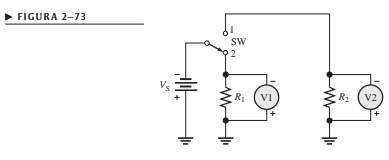 ► FIGURA 2–73
1
SW
2
–
–
–
V_S
+
R_1
V1
R_2
V2
+
+